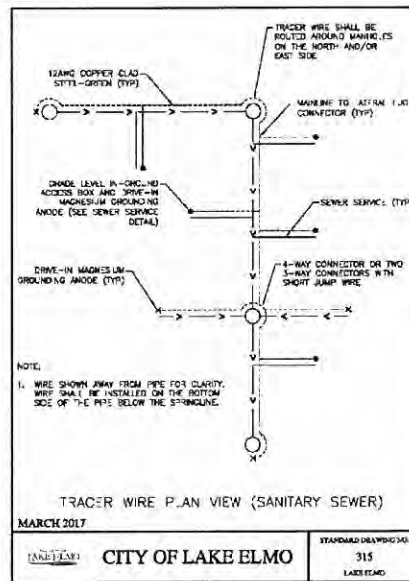 TRACER WIRE SHALL BE
ROUTED AROUND MANHOLES
ON THE NORTH AND/OR
EAST SIDE
12AWG COPPER CLAD
STEEL-GREEN (TYP)
MAINLINE TO LATERAL LUG
CONNECTOR (TYP)
GRADE LEVEL IN-GROUND
ACCESS BOX AND DRIVE-IN
MAGNESIUM GROUNDING
ANODE (SEE SEWER SERVICE
DETAIL)
SEWER SERVICE (TYP
DRIVE-IN MAGNESIUM
GROUNDING ANODE (TYP)
4-WAY CONNECTOR OR TWO
3-WAY CONNECTORS WITH
SHORT JUMP WIRE
NOTE:
1. WIRE SHOWN AWAY FROM PIPE FOR CLARITY.
WIRE SHALL BE INSTALLED ON THE BOTTOM
SIDE OF THE PIPE BELOW THE SPRINGLINE.
TRACER WIRE PLAN VIEW (SANITARY SEWER)
MARCH 2017
LAKE ELMO
CITY OF LAKE ELMO
STANDARD DRAWING NO.
315
LAKE ELMO